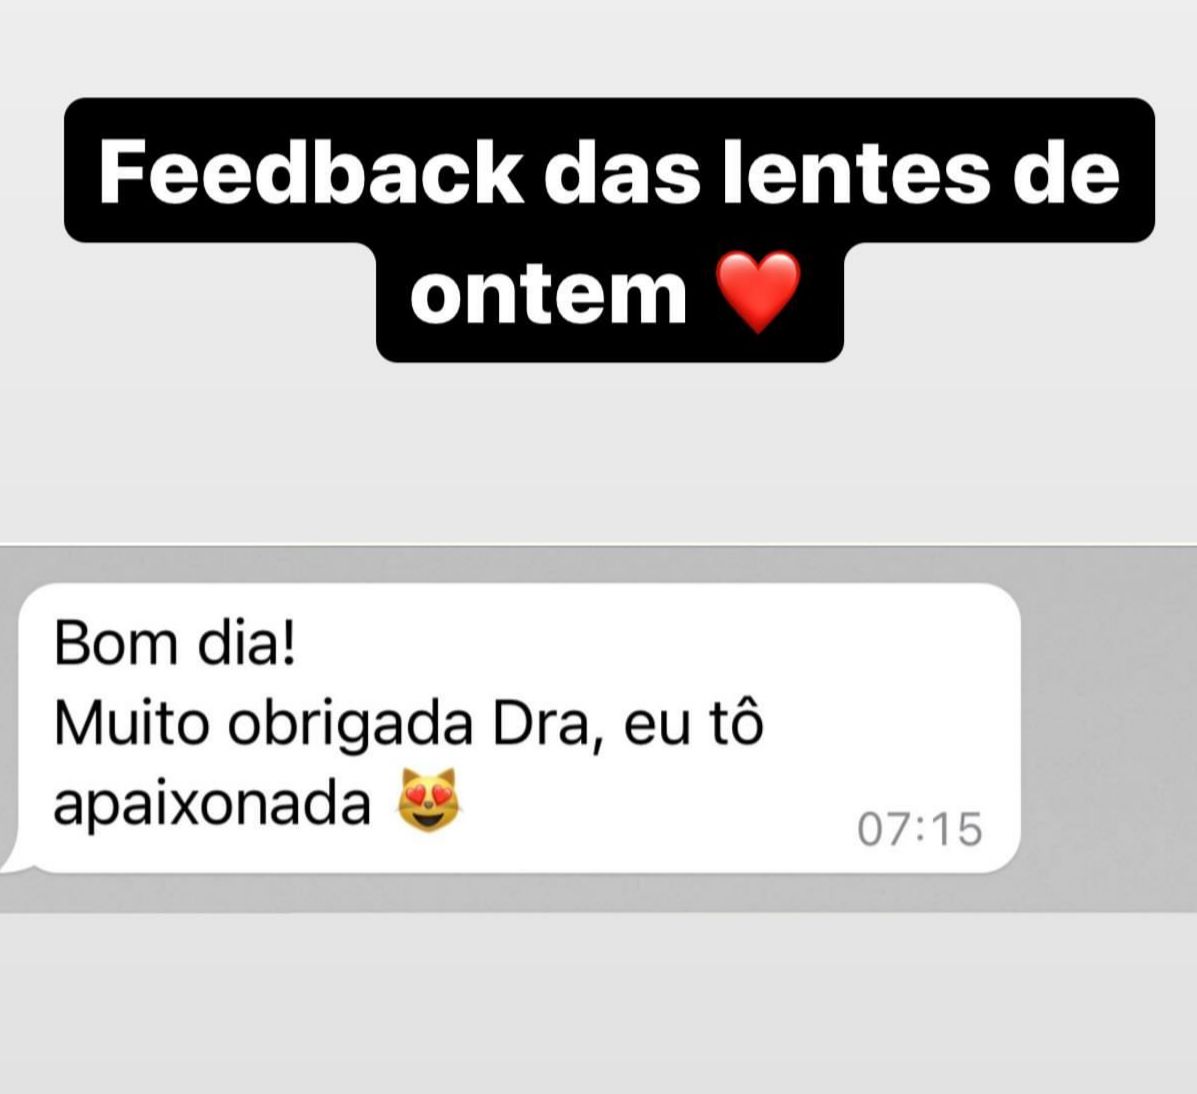 Feedback das lentes de
ontem ❤️
Bom dia!
Muito obrigada Dra, eu tô
apaixonada 😻
07:15